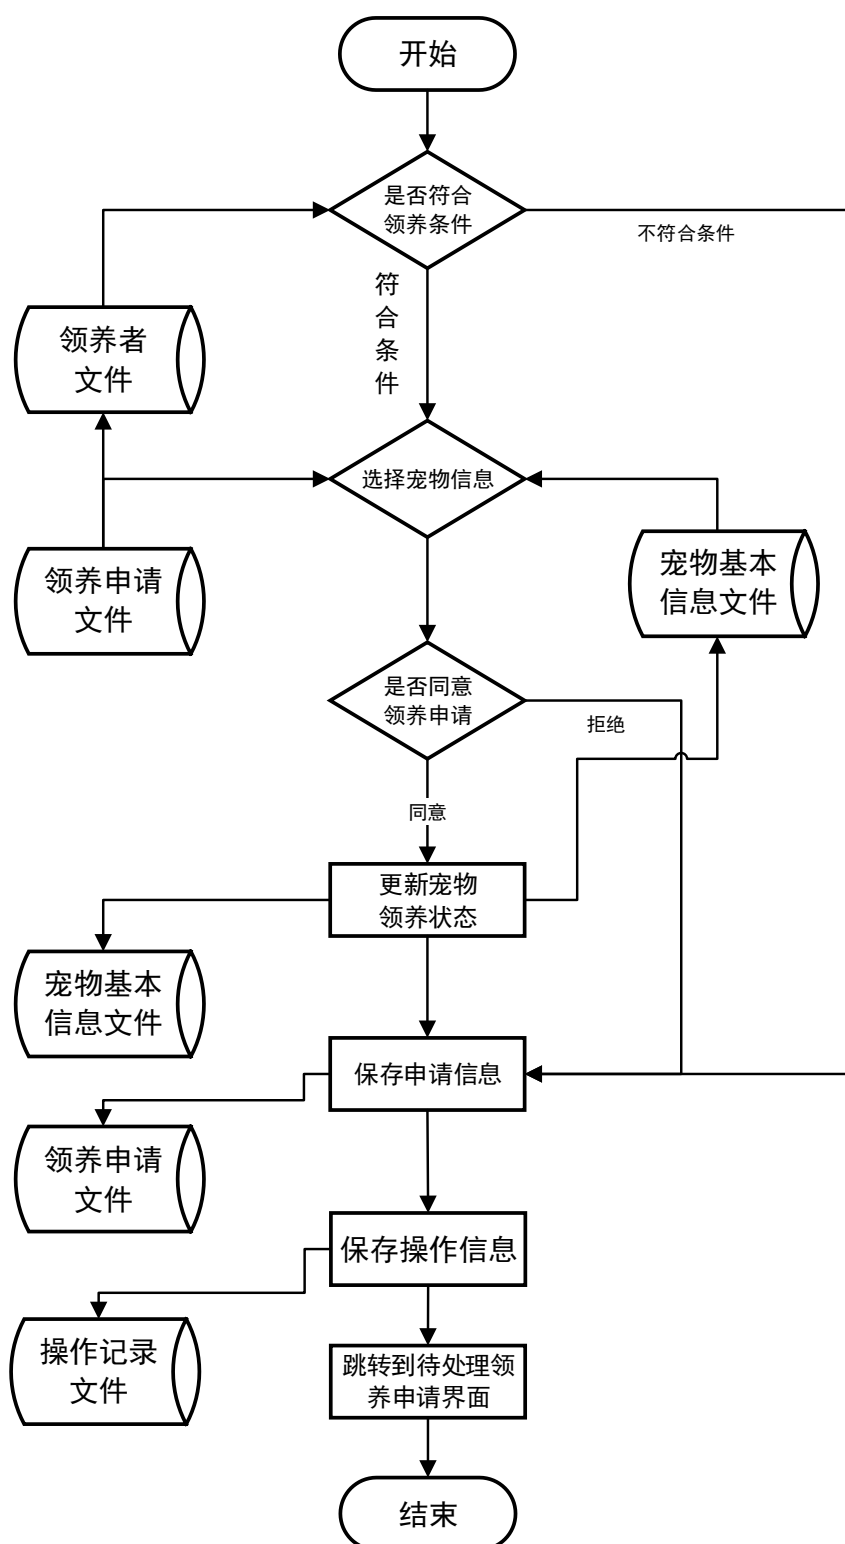 开始
是否符合
领养条件
不符合条件
符
合
条
件
领养者
文件
选择宠物信息
领养申请
文件
宠物基本
信息文件
是否同意
领养申请
拒绝
同意
更新宠物
领养状态
宠物基本
信息文件
保存申请信息
领养申请
文件
保存操作信息
操作记录
文件
跳转到待处理领
养申请界面
结束